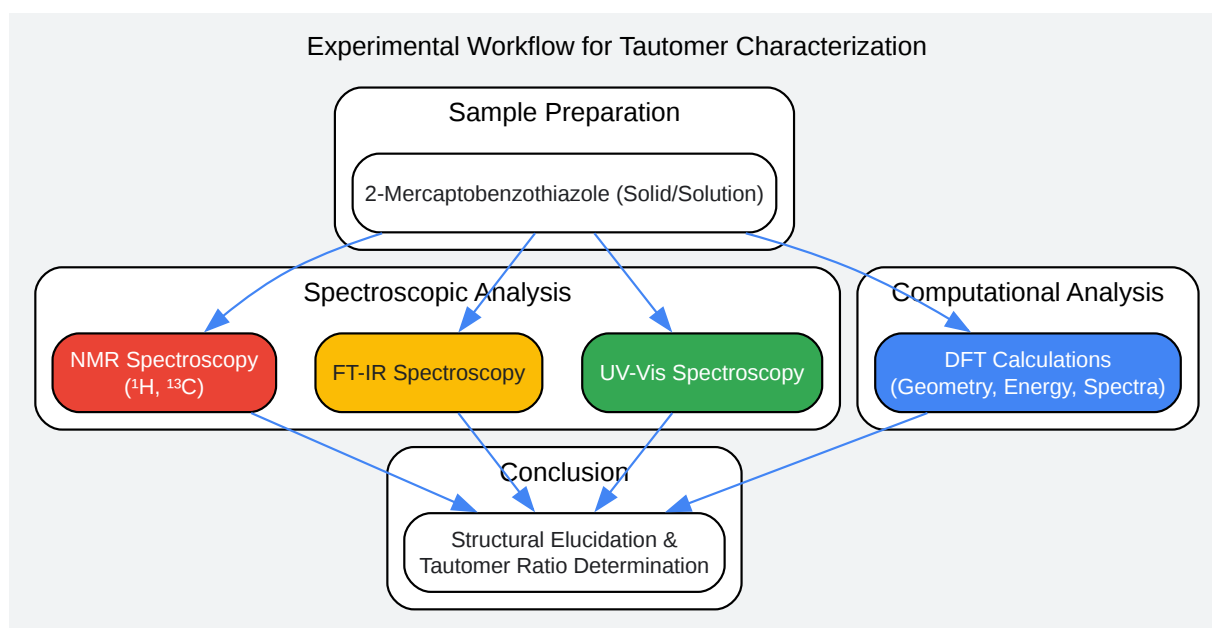 Experimental Workflow for Tautomer Characterization
Sample Preparation
2-Mercaptobenzothiazole (Solid/Solution)
Spectroscopic Analysis
Computational Analysis
NMR Spectroscopy
(¹H, ¹³C)
FT-IR Spectroscopy
UV-Vis Spectroscopy
DFT Calculations
(Geometry, Energy, Spectra)
Conclusion
Structural Elucidation &
Tautomer Ratio Determination